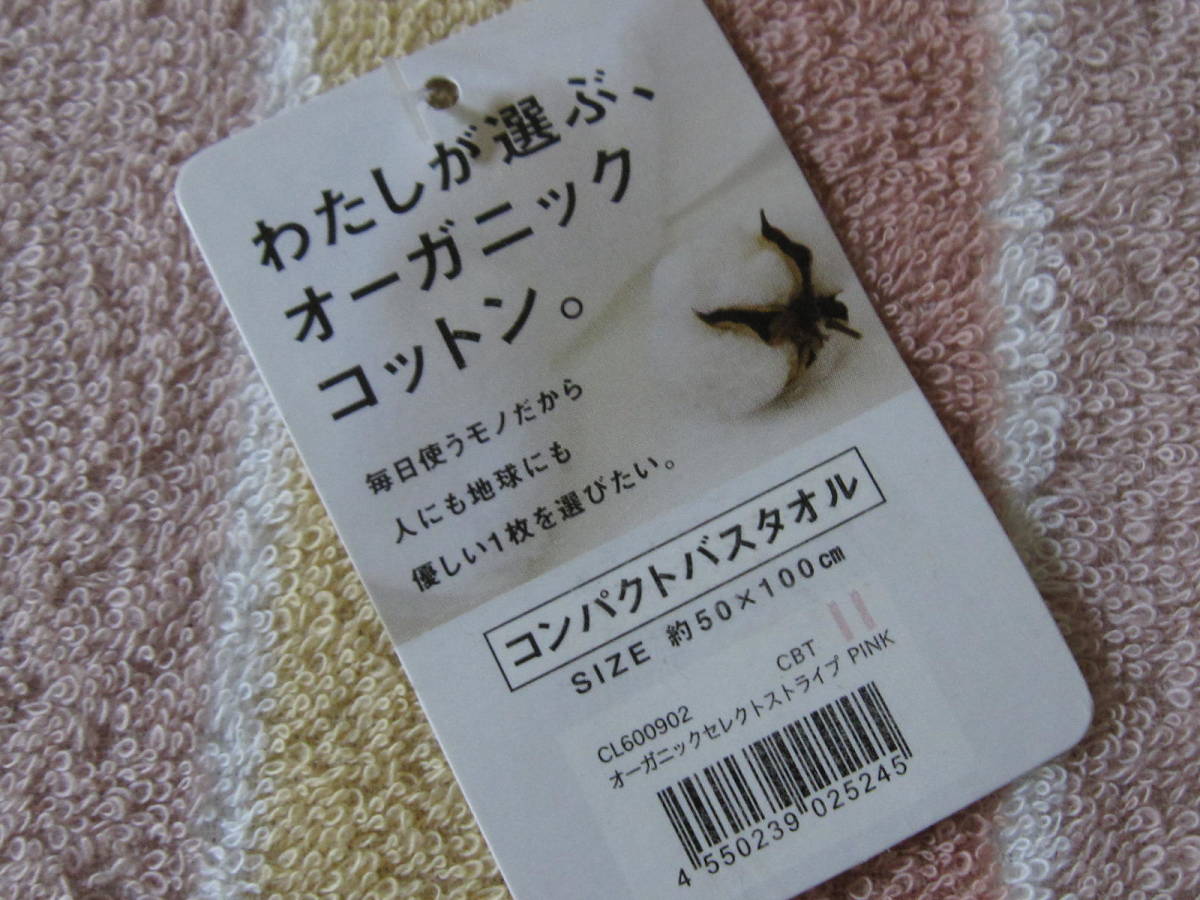 わたしが選ぶ、
オーガニック
コットン。
毎日使うモノだから
人にも地球にも
優しい1枚を選びたい。
コンパクトバスタオル
SIZE 約50×100㎝
CL600902 CBT
オーガニックセレクトストライプ PINK
4 550239 025245